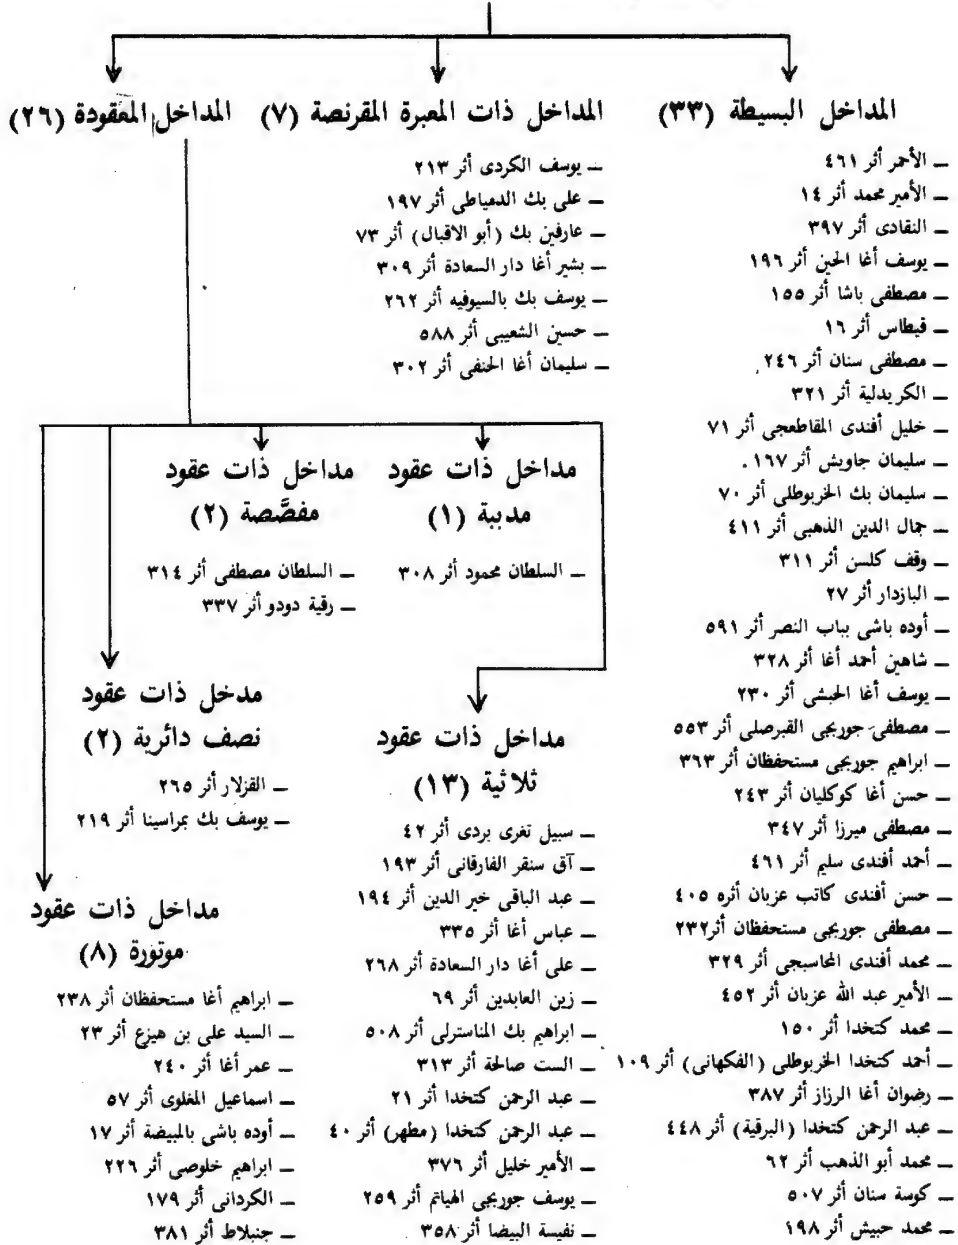 المداخل البسيطة (٣٣)
ـ الأحمر أثر ٤٦١
ـ الأمير محمد أثر ١٤
ـ النقادى أثر ٣٩٧
ـ يوسف أغا الحبن أثر ١٩٦
ـ مصطفى باشا أثر ١٥٥
ـ قيطاس أثر ١٦
ـ مصطفى سنان أثر ٢٤٦
ـ الكريدلية أثر ٣٢١
ـ خليل أفندى المقاطعجى أثر ٧١
ـ سليمان جاويش أثر ١٦٧.
ـ سليمان بك الخربوطلى أثر ٧٠
ـ جمال الدين الذهبى أثر ٤١١
ـ وقف كلسن أثر ٣١١
ـ البازدار أثر ٢٧
ـ أوده باشى بباب النصر أثر ٥٩١
ـ شاهين أحمد أغا أثر ٣٢٨
ـ يوسف أغا الحبشى أثر ٢٣٠
ـ مصطفى جوربجى القبرصلى أثر ٥٥٣
ـ ابراهيم جوربجى مستحفظان أثر ٣٦٣
ـ حسن أغا كوكليان أثر ٢٤٣
ـ مصطفى ميرزا أثر ٣٤٧
ـ أحمد أفندى سليم أثر ٤٦١
ـ حسن أفندى كاتب عزبان أثره ٤٠٥
ـ مصطفى جوربجى مستحفظان أثر٢٣٢
ـ محمد أفندى المحاسبجى أثر ٣٢٩
ـ الأمير عبد الله عزبان أثر ٤٥٢
ـ محمد كتخدا أثر ١٥٠
ـ أحمد كتخدا الخربوطلى (الفكهانى) أثر ١٠٩
ـ رضوان أغا الرزاز أثر ٣٨٧
ـ عبد الرحمن كتخدا (البرقية) أثر ٤٤٨
ـ محمد أبو الذهب أثر ٦٢
ـ كوسة سنان أثر ٥٠٧
ـ محمد حبيش أثر ١٩٨
المداخل ذات المعبرة المقرنصة (٧)
ـ يوسف الكردى أثر ٢١٣
ـ على بك الدمياطى أثر ١٩٧
ـ عارفين بك (أبو الاقبال) أثر ٧٣
ـ بشير أغا دار السعادة أثر ٣٠٩
ـ يوسف بك بالسيوفيه أثر ٢٦٢
ـ حسين الشعيبى أثر ٥٨٨
ـ سليمان أغا الحنفى أثر ٣٠٢
المداخل المعقودة (٢٦)
مداخل ذات عقود
مدببة (١)
ـ السلطان محمود أثر ٣٠٨
مداخل ذات عقود
مفصَّصة (٢)
ـ السلطان مصطفى أثر ٣١٤
ـ رقية دودو أثر ٣٣٧
مداخل ذات عقود
ثلاثية (١٣)
ـ سبيل تغرى بردى أثر ٤٢
ـ آق سنقر الفارقانى أثر ١٩٣
ـ عبد الباقى خير الدين أثر ١٩٤
ـ عباس أغا أثر ٣٣٥
ـ على أغا دار السعادة أثر ٢٦٨
ـ زين العابدين أثر ٦٩
ـ ابراهيم بك المناسترلى أثر ٥٠٨
ـ الست صالحة أثر ٣١٣
ـ عبد الرحمن كتخدا أثر ٢١
ـ عبد الرحمن كتخدا (مطهر) أثر ٤٠
ـ الأمير خليل أثر ٣٧٦
ـ يوسف جوربجى الهياتم أثر ٢٥٩
ـ نفيسة البيضا أثر ٣٥٨
مدخل ذات عقود
نصف دائرية (٢)
ـ القزلار أثر ٢٦٥
ـ يوسف بك بمراسينا أثر ٢١٩
مداخل ذات عقود
موتورة (٨)
ـ ابراهيم أغا مستحفظان أثر ٢٣٨
ـ السيد على بن هيزع أثر ٢٣
ـ عمر أغا أثر ٢٤٠
ـ اسماعيل المغلوى أثر ٥٧
ـ أوده باشى بالمبيضة أثر ١٧
ـ ابراهيم خلوصى أثر ٢٢٦
ـ الكردانى أثر ١٧٩
ـ جنبلاط أثر ٣٨١